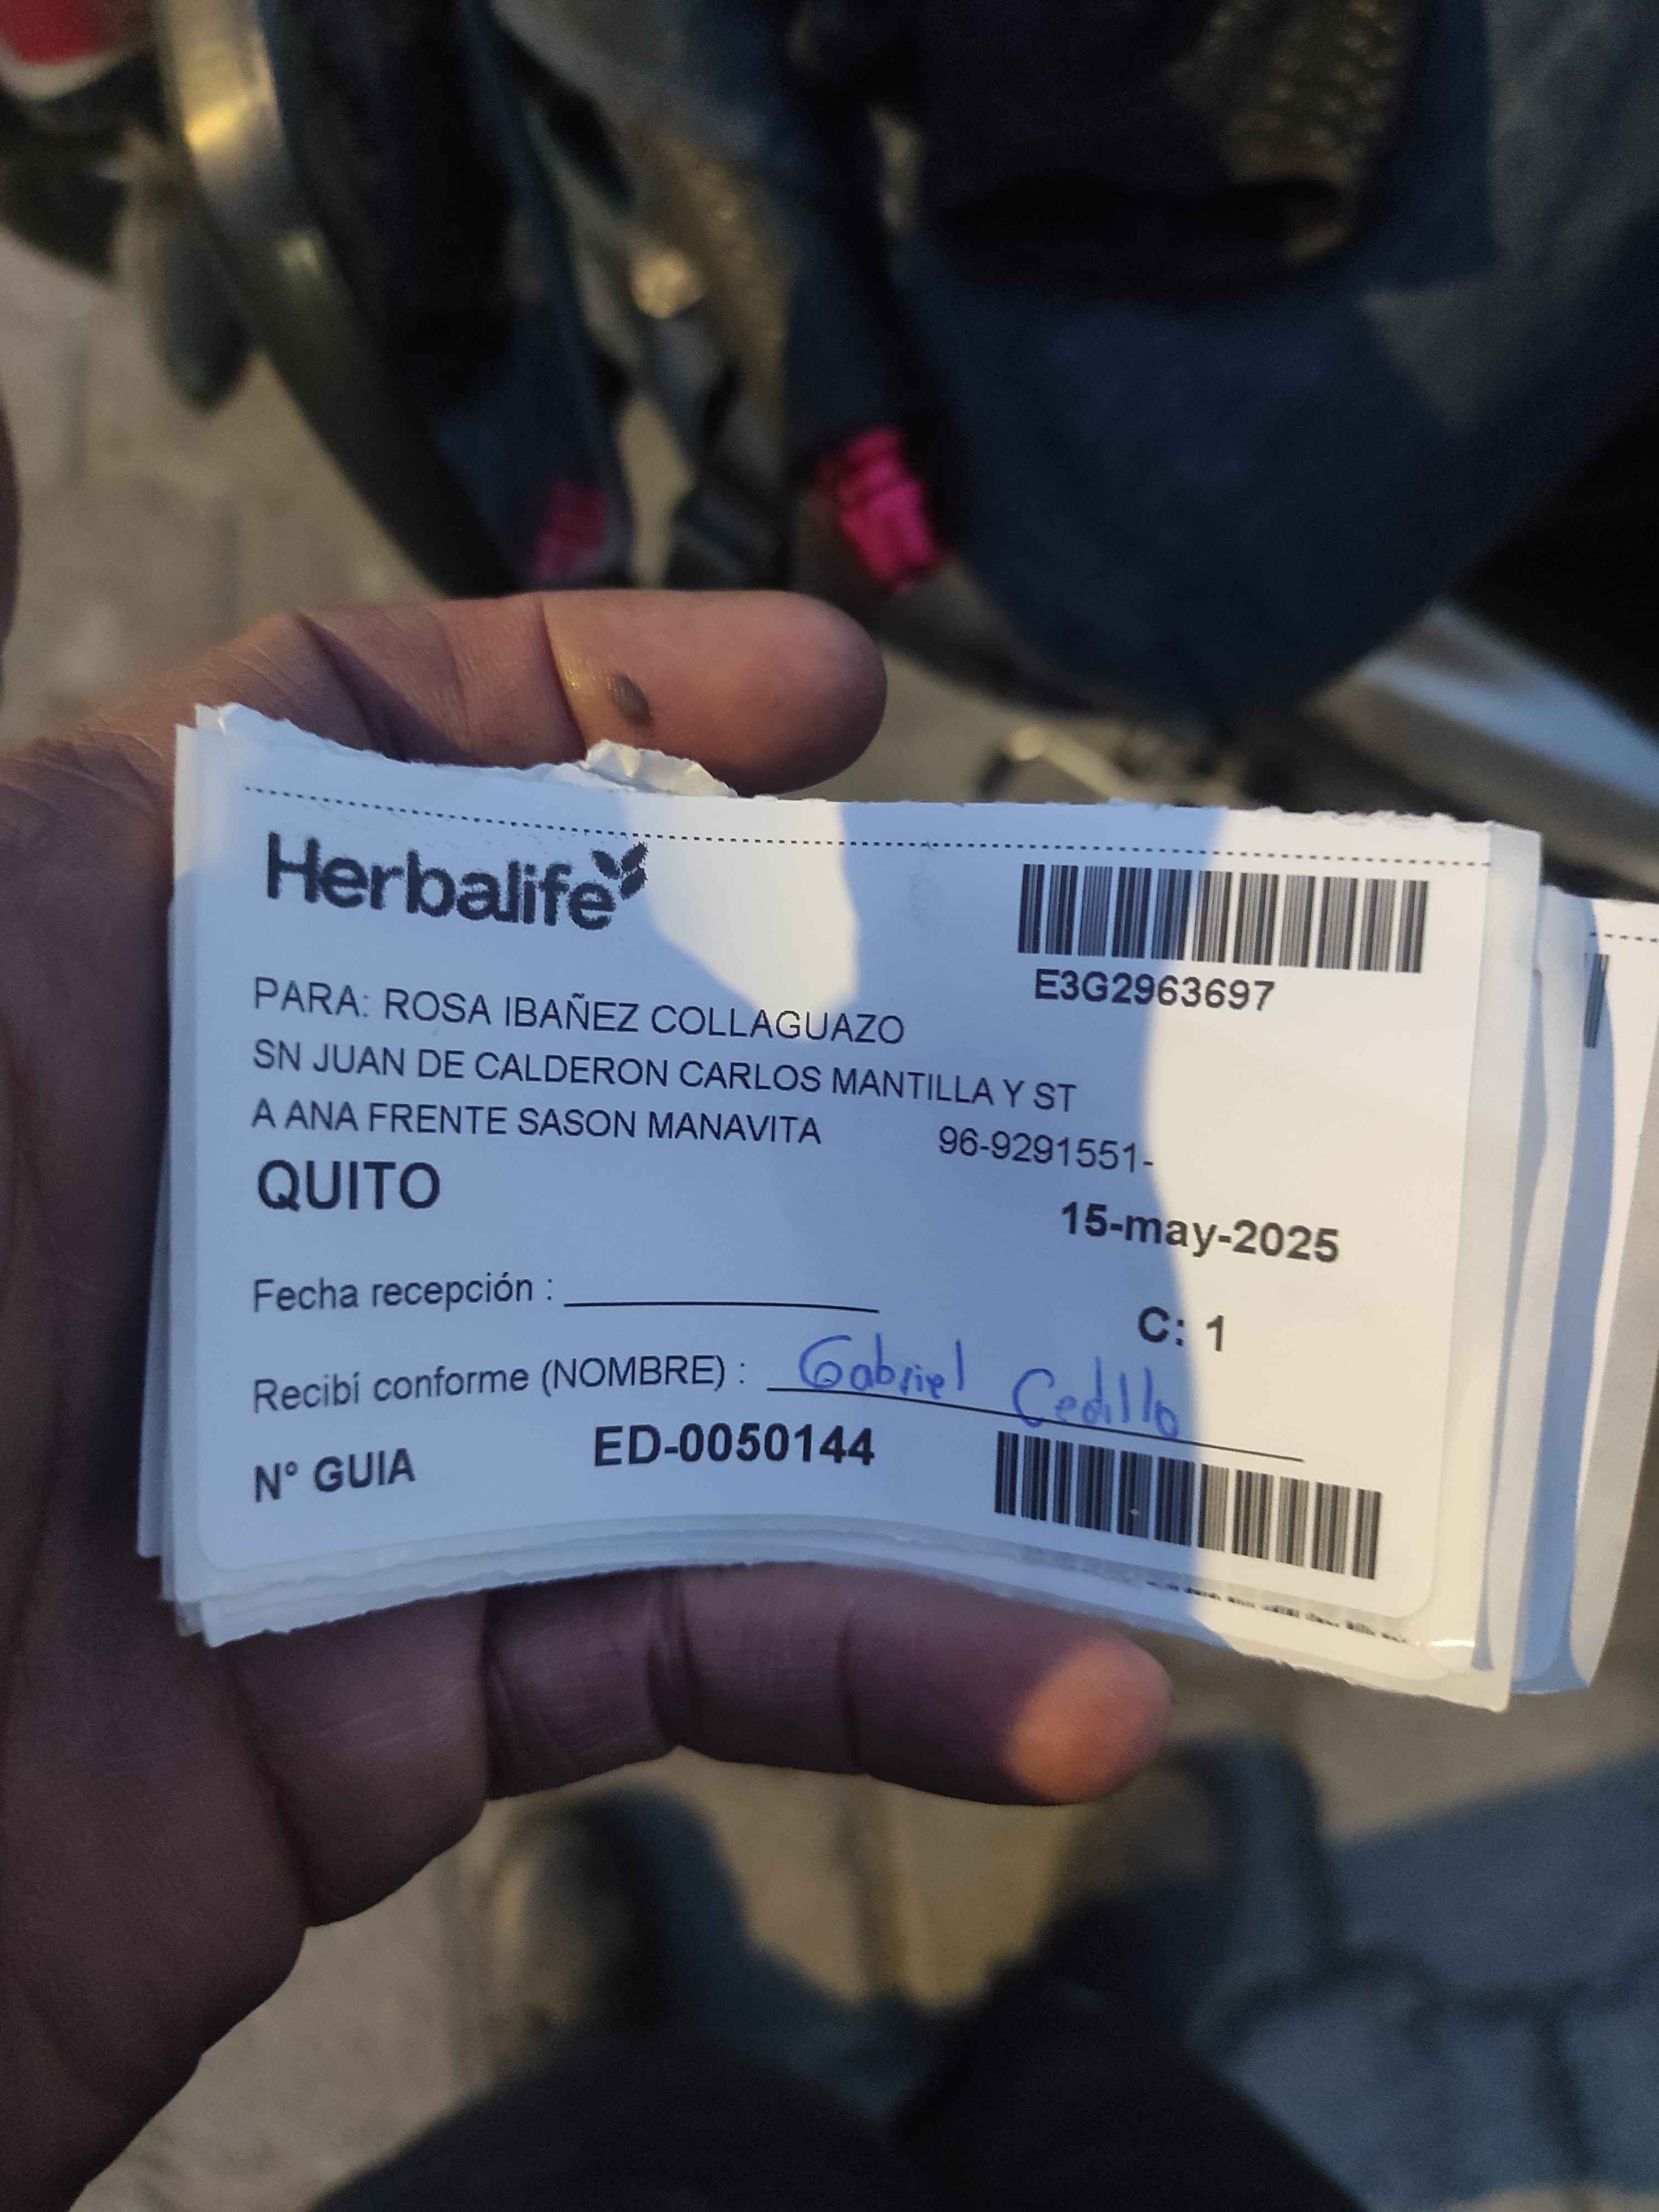 Herbalife
E3G2963697
PARA: ROSA IBAÑEZ COLLAGUAZO
SN JUAN DE CALDERON CARLOS MANTILLA Y ST
A ANA FRENTE SASON MANAVITA 96-9291551-
QUITO
15-may-2025
Fecha recepción :
C: 1
Recibí conforme (NOMBRE) : Gabriel Cedillo
N° GUIA ED-0050144